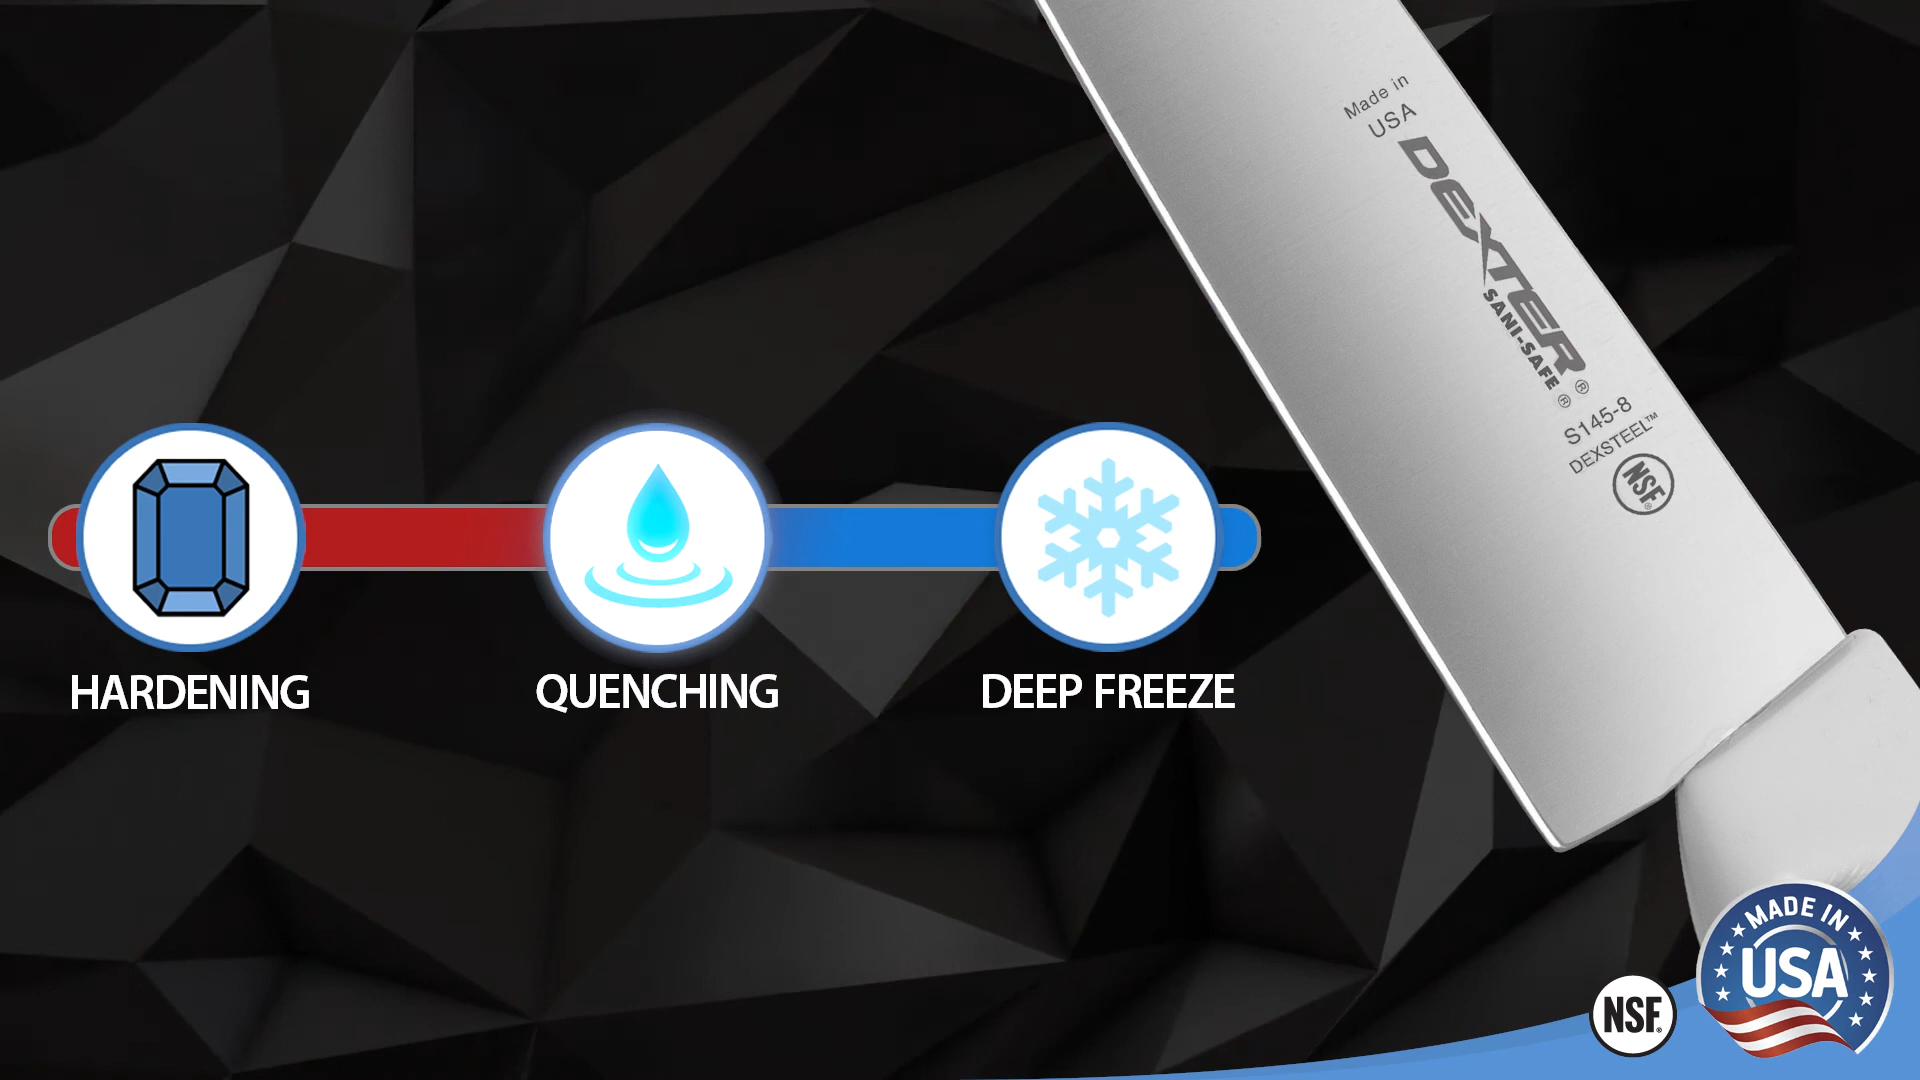 Made in
USA
DEXTER®
SANI-SAFE®
S145-8
DEXSTEEL™
NSF®
HARDENING
QUENCHING
DEEP FREEZE
NSF®
MADE IN
USA